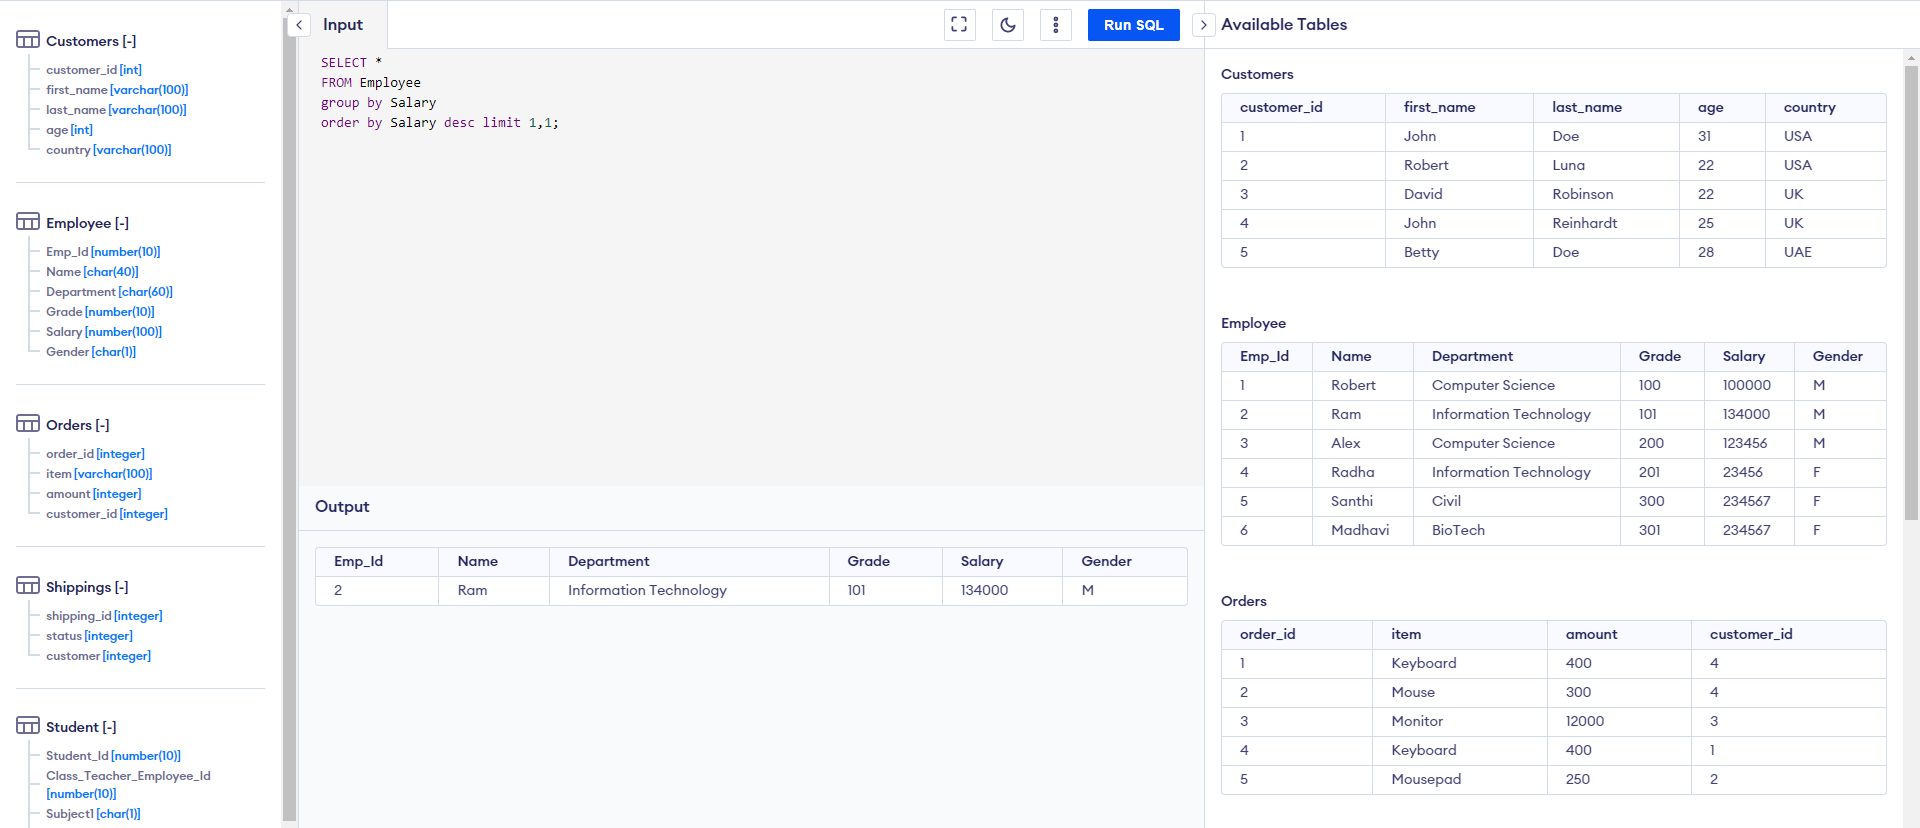 Customers [-]
customer_id [int]
first_name [varchar(100)]
last_name [varchar(100)]
age [int]
country [varchar(100)]
Employee [-]
Emp_Id [number(10)]
Name [char(40)]
Department [char(60)]
Grade [number(10)]
Salary [number(100)]
Gender [char(1)]
Orders [-]
order_id [integer]
item [varchar(100)]
amount [integer]
customer_id [integer]
Shippings [-]
shipping_id [integer]
status [integer]
customer [integer]
Student [-]
Student_Id [number(10)]
Class_Teacher_Employee_Id
[number(10)]
Subject1 [char(1)]
Input
Run SQL
SELECT *
FROM Employee
group by Salary
order by Salary desc limit 1,1;
Output
Emp_Id Name Department Grade Salary Gender
2 Ram Information Technology 101 134000 M
Available Tables
Customers
customer_id first_name last_name age country
1 John Doe 31 USA
2 Robert Luna 22 USA
3 David Robinson 22 UK
4 John Reinhardt 25 UK
5 Betty Doe 28 UAE
Employee
Emp_Id Name Department Grade Salary Gender
1 Robert Computer Science 100 100000 M
2 Ram Information Technology 101 134000 M
3 Alex Computer Science 200 123456 M
4 Radha Information Technology 201 23456 F
5 Santhi Civil 300 234567 F
6 Madhavi BioTech 301 234567 F
Orders
order_id item amount customer_id
1 Keyboard 400 4
2 Mouse 300 4
3 Monitor 12000 3
4 Keyboard 400 1
5 Mousepad 250 2